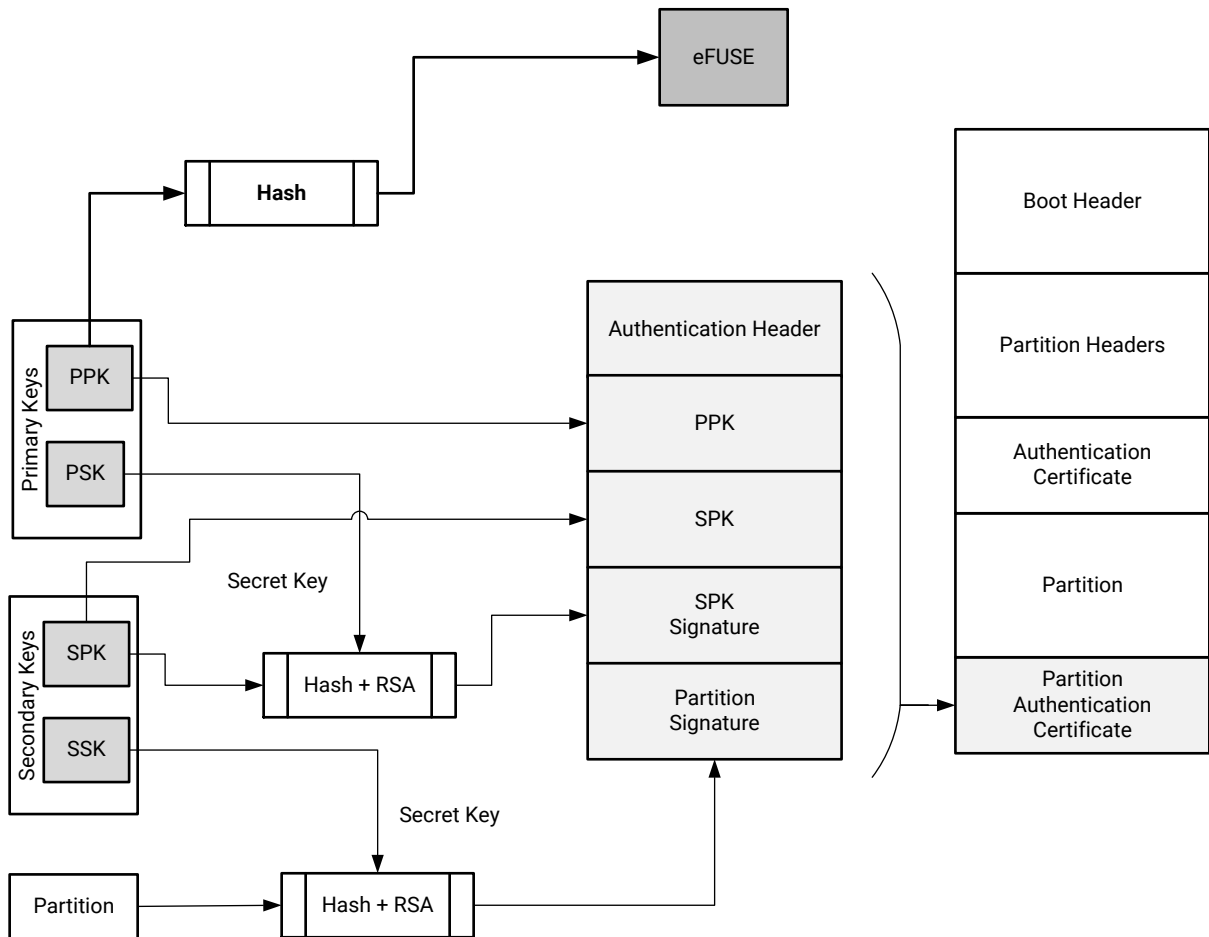 eFUSE
Hash
Boot Header
Primary Keys
PPK
PSK
Authentication Header
PPK
SPK
SPK
Signature
Partition
Signature
Partition Headers
Authentication
Certificate
Partition
Partition
Authentication
Certificate
Secret Key
Secondary Keys
SPK
SSK
Hash + RSA
Secret Key
Partition
Hash + RSA